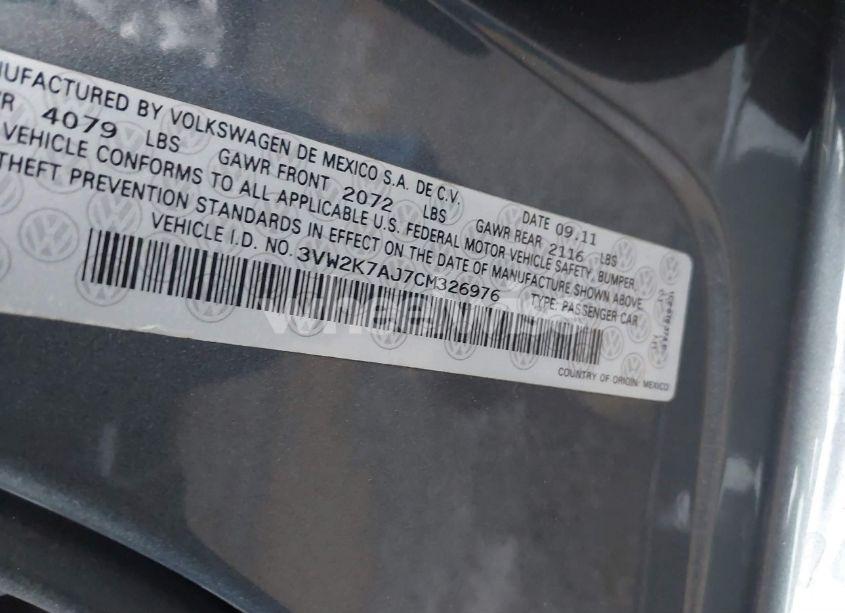 NUFACTURED BY VOLKSWAGEN DE MEXICO S.A. DE C.V.
WR 4079 LBS GAWR FRONT 2072 LBS GAWR REAR 2116 LBS DATE 09.11
VEHICLE CONFORMS TO ALL APPLICABLE U.S. FEDERAL MOTOR VEHICLE SAFETY, BUMPER
THEFT PREVENTION STANDARDS IN EFFECT ON THE DATE OF MANUFACTURE SHOWN ABOVE
VEHICLE I.D. NO. 3VW2K7AJ7CM326976 TYPE: PASSENGER CAR
COUNTRY OF ORIGIN: MEXICO